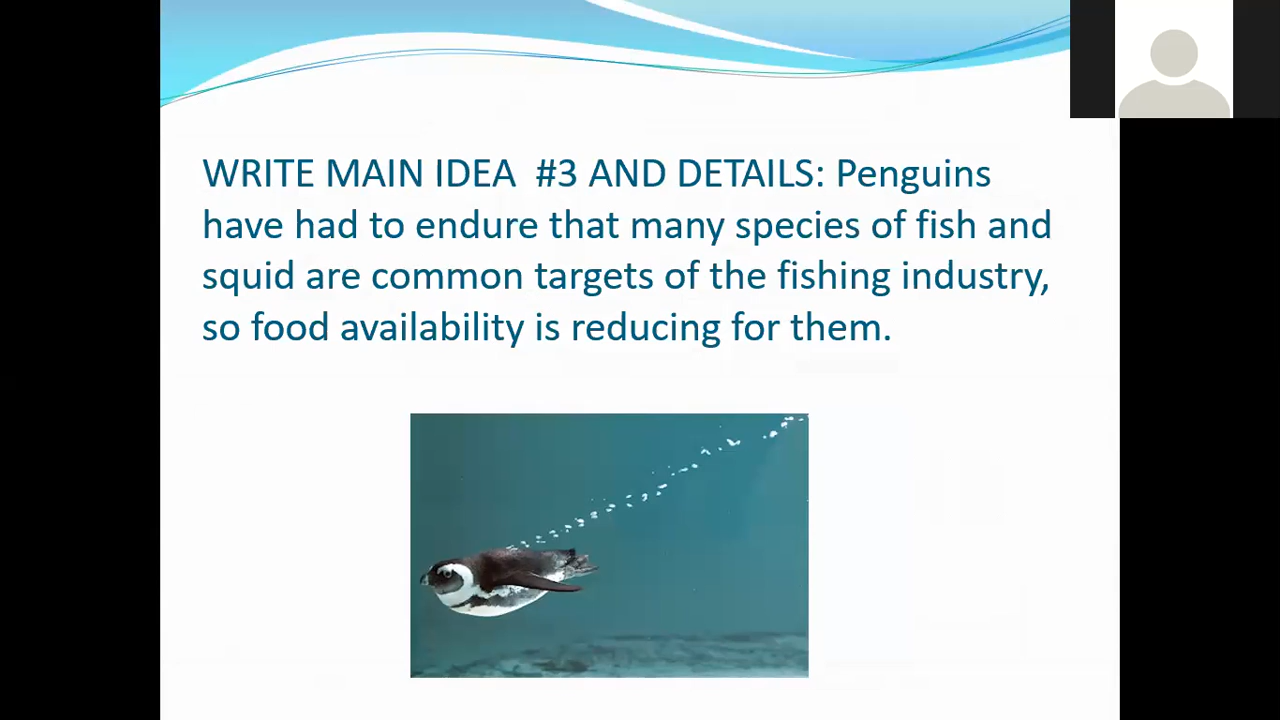 WRITE MAIN IDEA  #3 AND DETAILS: Penguins
have had to endure that many species of fish and
squid are common targets of the fishing industry,
so food availability is reducing for them.